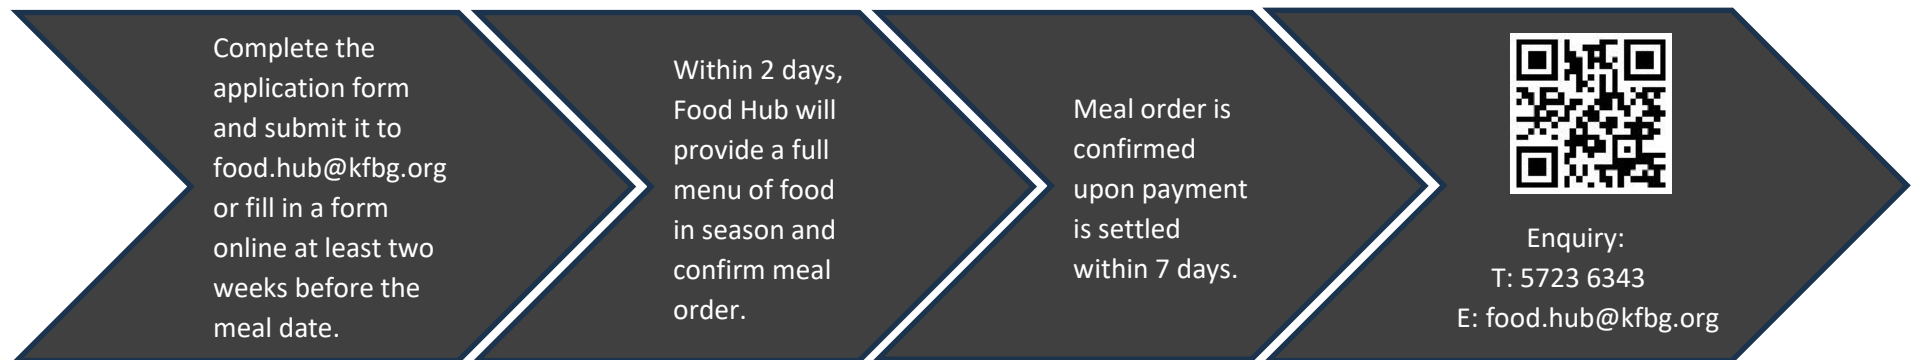 Complete the
application form
and submit it to
food.hub@kfbg.org
or fill in a form
online at least two
weeks before the
meal date.
Within 2 days,
Food Hub will
provide a full
menu of food
in season and
confirm meal
order.
Meal order is
confirmed
upon payment
is settled
within 7 days.
Enquiry:
T: 5723 6343
E: food.hub@kfbg.org